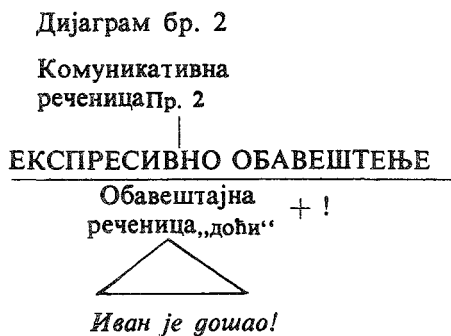 Дијаграм бр. 2
Комуникативна
реченицаПр. 2
ЕКСПРЕСИВНО ОБАВЕШТЕЊЕ
Обавештајна + !
реченица„доћи“
Иван је дошао!